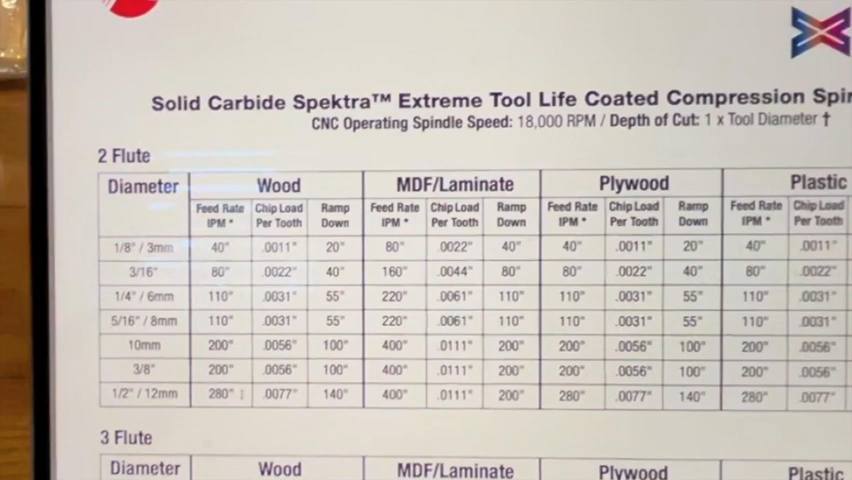 Solid Carbide Spektra™ Extreme Tool Life Coated Compression
CNC Operating Spindle Speed: 18,000 RPM / Depth of Cut: 1 x Tool Diameter †
2 Flute
Diameter Wood MDF/Laminate Plywood Plastic
Feed Rate Chip Load Ramp Feed Rate Chip Load Ramp Feed Rate Chip Load Ramp Feed Rate Chip Load
IPM * Per Tooth Down IPM * Per Tooth Down IPM * Per Tooth Down IPM * Per Tooth
1/8" / 3mm 40" .0011" 20" 80" .0022" 40" 40" .0011" 20" 40" .0011"
3/16" 80" .0022" 40" 160" .0044" 80" 80" .0022" 40" 80" .0022"
1/4" / 6mm 110" .0031" 55" 220" .0061" 110" 110" .0031" 55" 110" .0031"
5/16" / 8mm 110" .0031" 55" 220" .0061" 110" 110" .0031" 55" 110" .0031"
10mm 200" .0056" 100" 400" .0111" 200" 200" .0056" 100" 200" .0056"
3/8" 200" .0056" 100" 400" .0111" 200" 200" .0056" 100" 200" .0056"
1/2" / 12mm 280" .0077" 140" 400" .0111" 200" 280" .0077" 140" 280" .0077"
3 Flute
Diameter Wood MDF/Laminate Plywood Plastic